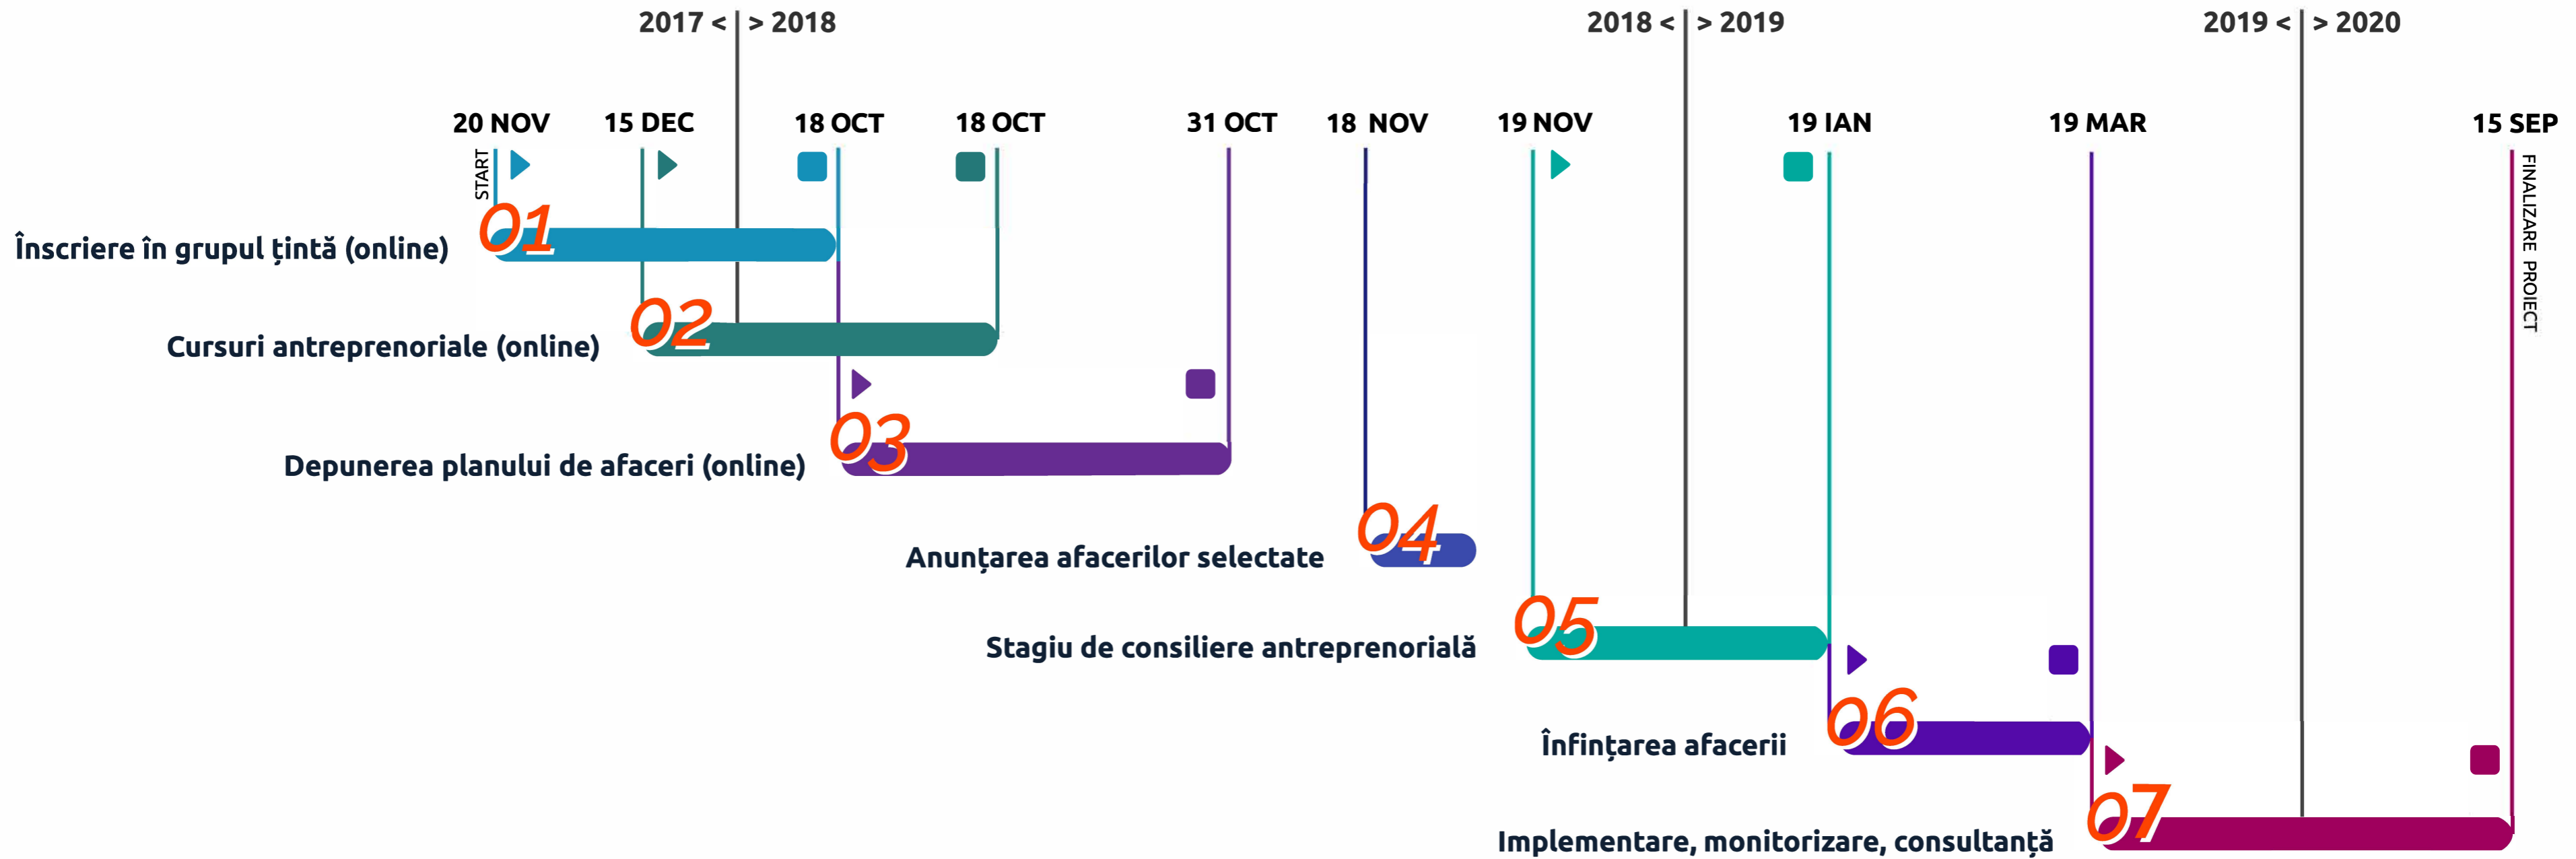 2017 < > 2018
2018 < > 2019
2019 < > 2020
20 NOV
15 DEC
18 OCT
18 OCT
31 OCT
18 NOV
19 NOV
19 IAN
19 MAR
15 SEP
START
FINALIZARE PROIECT
01
Înscriere în grupul țintă (online)
02
Cursuri antreprenoriale (online)
03
Depunerea planului de afaceri (online)
04
Anunțarea afacerilor selectate
05
Stagiu de consiliere antreprenorială
06
Înființarea afacerii
07
Implementare, monitorizare, consultanță